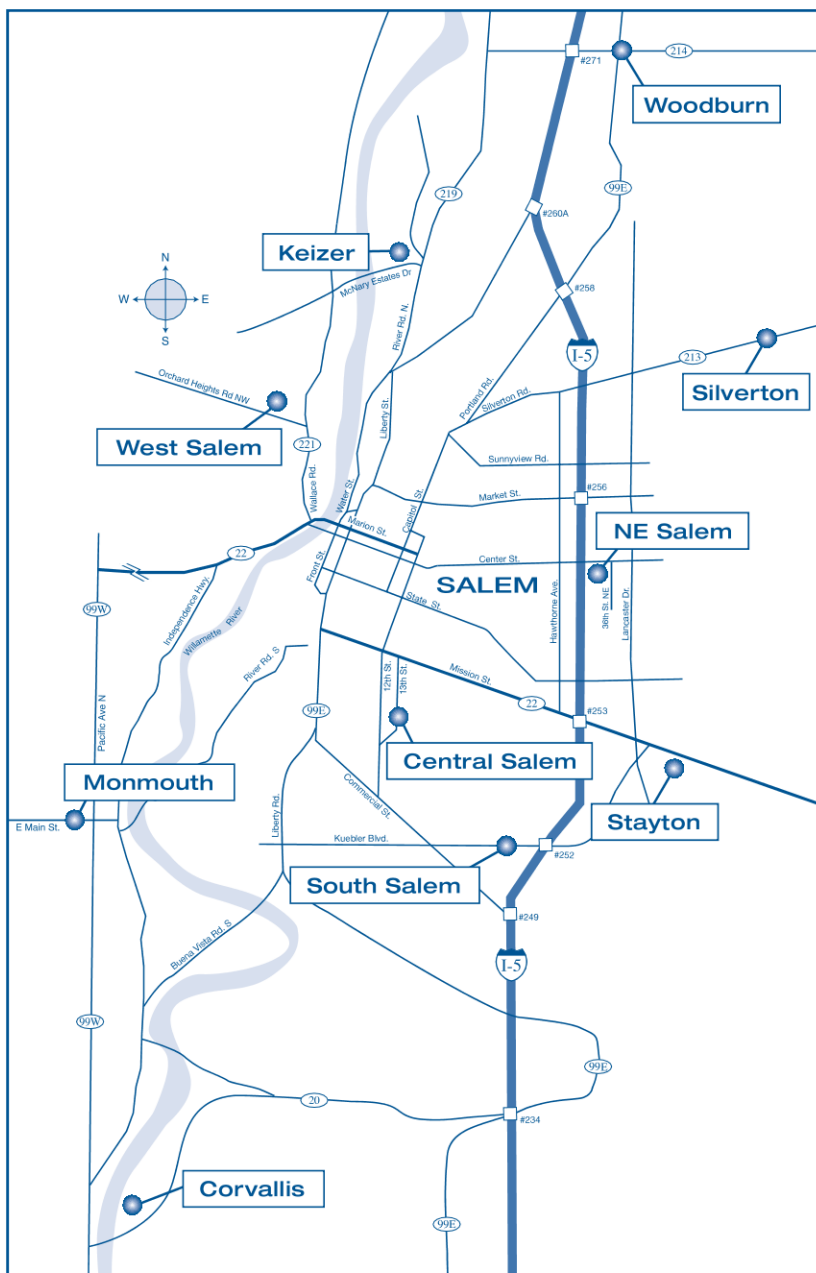 #271
214
Woodburn
219
99E
#260A
Keizer
McNary Estates Dr
N
W
E
S
River Rd. N.
#258
I-5
213
Silverton
Orchard Heights Rd NW
Portland Rd.
Silverton Rd.
Liberty St.
West Salem
221
Sunnyview Rd.
Wallace Rd.
Water St.
Capitol St.
Market St.
#256
Marion St.
NE Salem
22
Front St.
Center St.
SALEM
99W
Independence Hwy.
State St.
Hawthorne Ave.
36th St. NE
Lancaster Dr.
Willamette River
River Rd. S
12th St.
13th St.
Mission St.
22
Pacific Ave N
99E
#253
Central Salem
Monmouth
Commercial St.
Liberty Rd.
Stayton
E Main St.
Kuebler Blvd.
#252
South Salem
#249
Buena Vista Rd. S
I-5
99W
99E
20
#234
Corvallis
99E